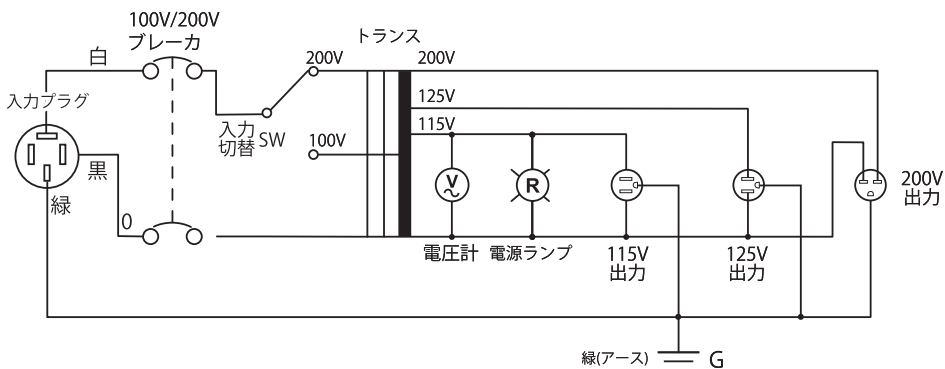 100V/200V
ブレーカ
白
入力プラグ
黒
緑
0
200V
入力
切替 SW
100V
トランス
200V
125V
115V
V
R
電圧計
電源ランプ
115V
出力
125V
出力
200V
出力
緑(アース)
G